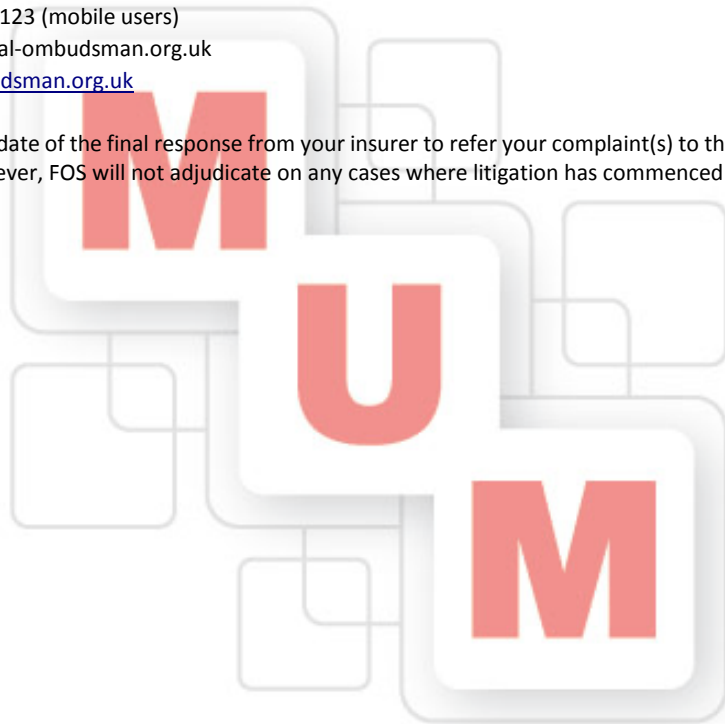 123 (mobile users)
al-ombudsman.org.uk
dsman.org.uk
date of the final response from your insurer to refer your complaint(s) to th
ever, FOS will not adjudicate on any cases where litigation has commenced
M
U
M